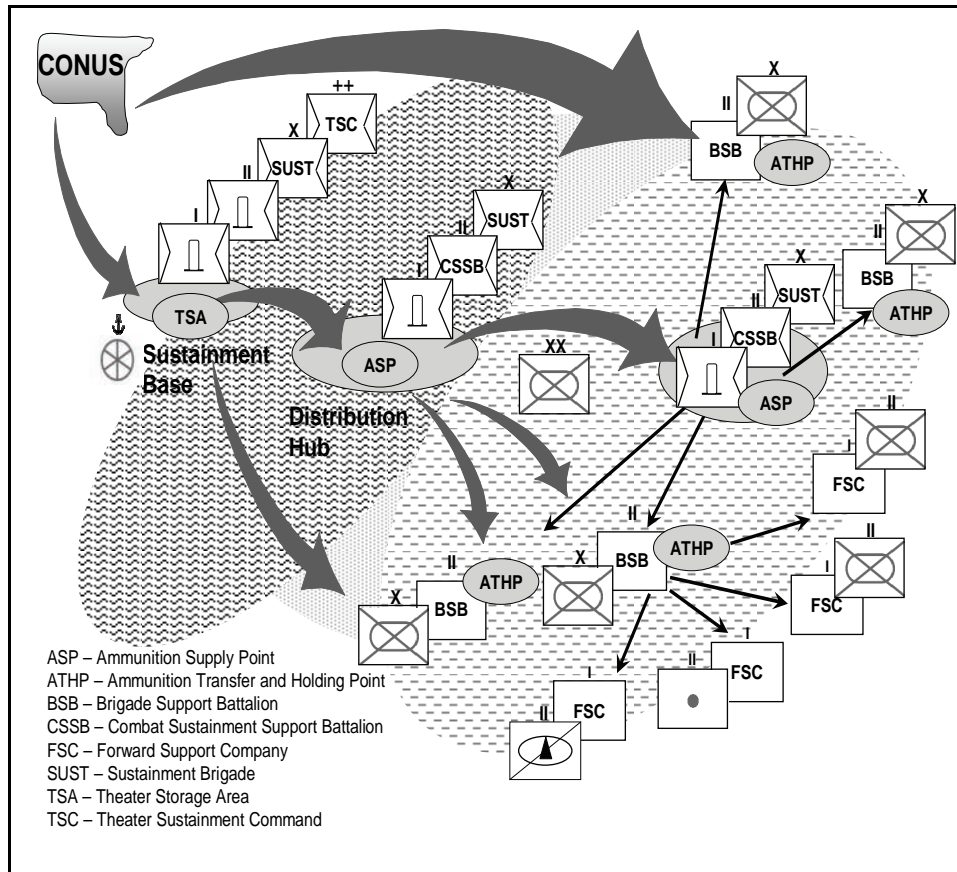 CONUS
++
TSC
X
SUST
II
I
TSA
Sustainment
Base
X
SUST
II
CSSB
I
ASP
Distribution
Hub
XX
X
II
BSB
ATHP
X
II
BSB
ATHP
X
SUST
II
CSSB
I
ASP
II
I
FSC
II
I
FSC
II
BSB
ATHP
X
II
BSB
ATHP
X
I
FSC
II
I
FSC
II
ASP – Ammunition Supply Point
ATHP – Ammunition Transfer and Holding Point
BSB – Brigade Support Battalion
CSSB – Combat Sustainment Support Battalion
FSC – Forward Support Company
SUST – Sustainment Brigade
TSA – Theater Storage Area
TSC – Theater Sustainment Command